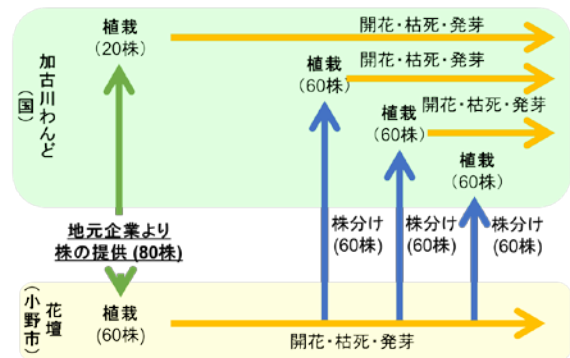 加古川わんど
（国）
植栽
(20株)
開花・枯死・発芽
植栽
(60株)
開花・枯死・発芽
植栽
(60株)
開花・枯死・発芽
植栽
(60株)
地元企業より
株の提供 (80株)
株分け
(60株)
株分け
(60株)
株分け
(60株)
花壇
（小野市）
植栽
(60株)
開花・枯死・発芽